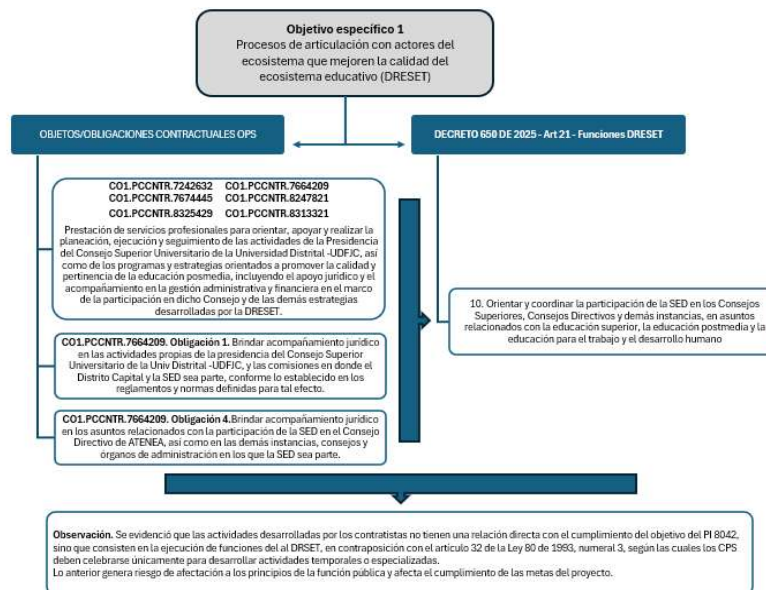 Objetivo específico 1
Procesos de articulación con actores del
ecosistema que mejoren la calidad del
ecosistema educativo (DRESET)
OBJETOS/OBLIGACIONES CONTRACTUALES OPS
DECRETO 650 DE 2025 - Art 21 - Funciones DRESET
CO1.PCCNTR.7242632 CO1.PCCNTR.7664209
CO1.PCCNTR.7674445 CO1.PCCNTR.8247821
CO1.PCCNTR.8325429 CO1.PCCNTR.8313321
Prestación de servicios profesionales para orientar, apoyar y realizar la
planeación, ejecución y seguimiento de las actividades de la Presidencia
del Consejo Superior Universitario de la Universidad Distrital -UDFJC, así
como de los programas y estrategias orientados a promover la calidad y
pertinencia de la educación posmedia, incluyendo el apoyo jurídico y el
acompañamiento en la gestión administrativa y financiera en el marco
de la participación en dicho Consejo y de las demás estrategias
desarrolladas por la DRESET.
CO1.PCCNTR.7664209. Obligación 1. Brindar acompañamiento jurídico
en las actividades propias de la presidencia del Consejo Superior
Universitario de la Univ Distrital -UDFJC, y las comisiones en donde el
Distrito Capital y la SED sea parte, conforme lo establecido en los
reglamentos y normas definidas para tal efecto.
CO1.PCCNTR.7664209. Obligación 4.Brindar acompañamiento jurídico
en los asuntos relacionados con la participación de la SED en el Consejo
Directivo de ATENEA, así como en las demás instancias, consejos y
órganos de administración en los que la SED sea parte.
10. Orientar y coordinar la participación de la SED en los Consejos
Superiores, Consejos Directivos y demás instancias, en asuntos
relacionados con la educación superior, la educación postmedia y la
educación para el trabajo y el desarrollo humano
Observación. Se evidenció que las actividades desarrolladas por los contratistas no tienen una relación directa con el cumplimiento del objetivo del PI 8042,
sino que consisten en la ejecución de funciones del al DRSET, en contraposición con el artículo 32 de la Ley 80 de 1993, numeral 3, según las cuales los CPS
deben celebrarse únicamente para desarrollar actividades temporales o especializadas.
Lo anterior genera riesgo de afectación a los principios de la función pública y afecta el cumplimiento de las metas del proyecto.